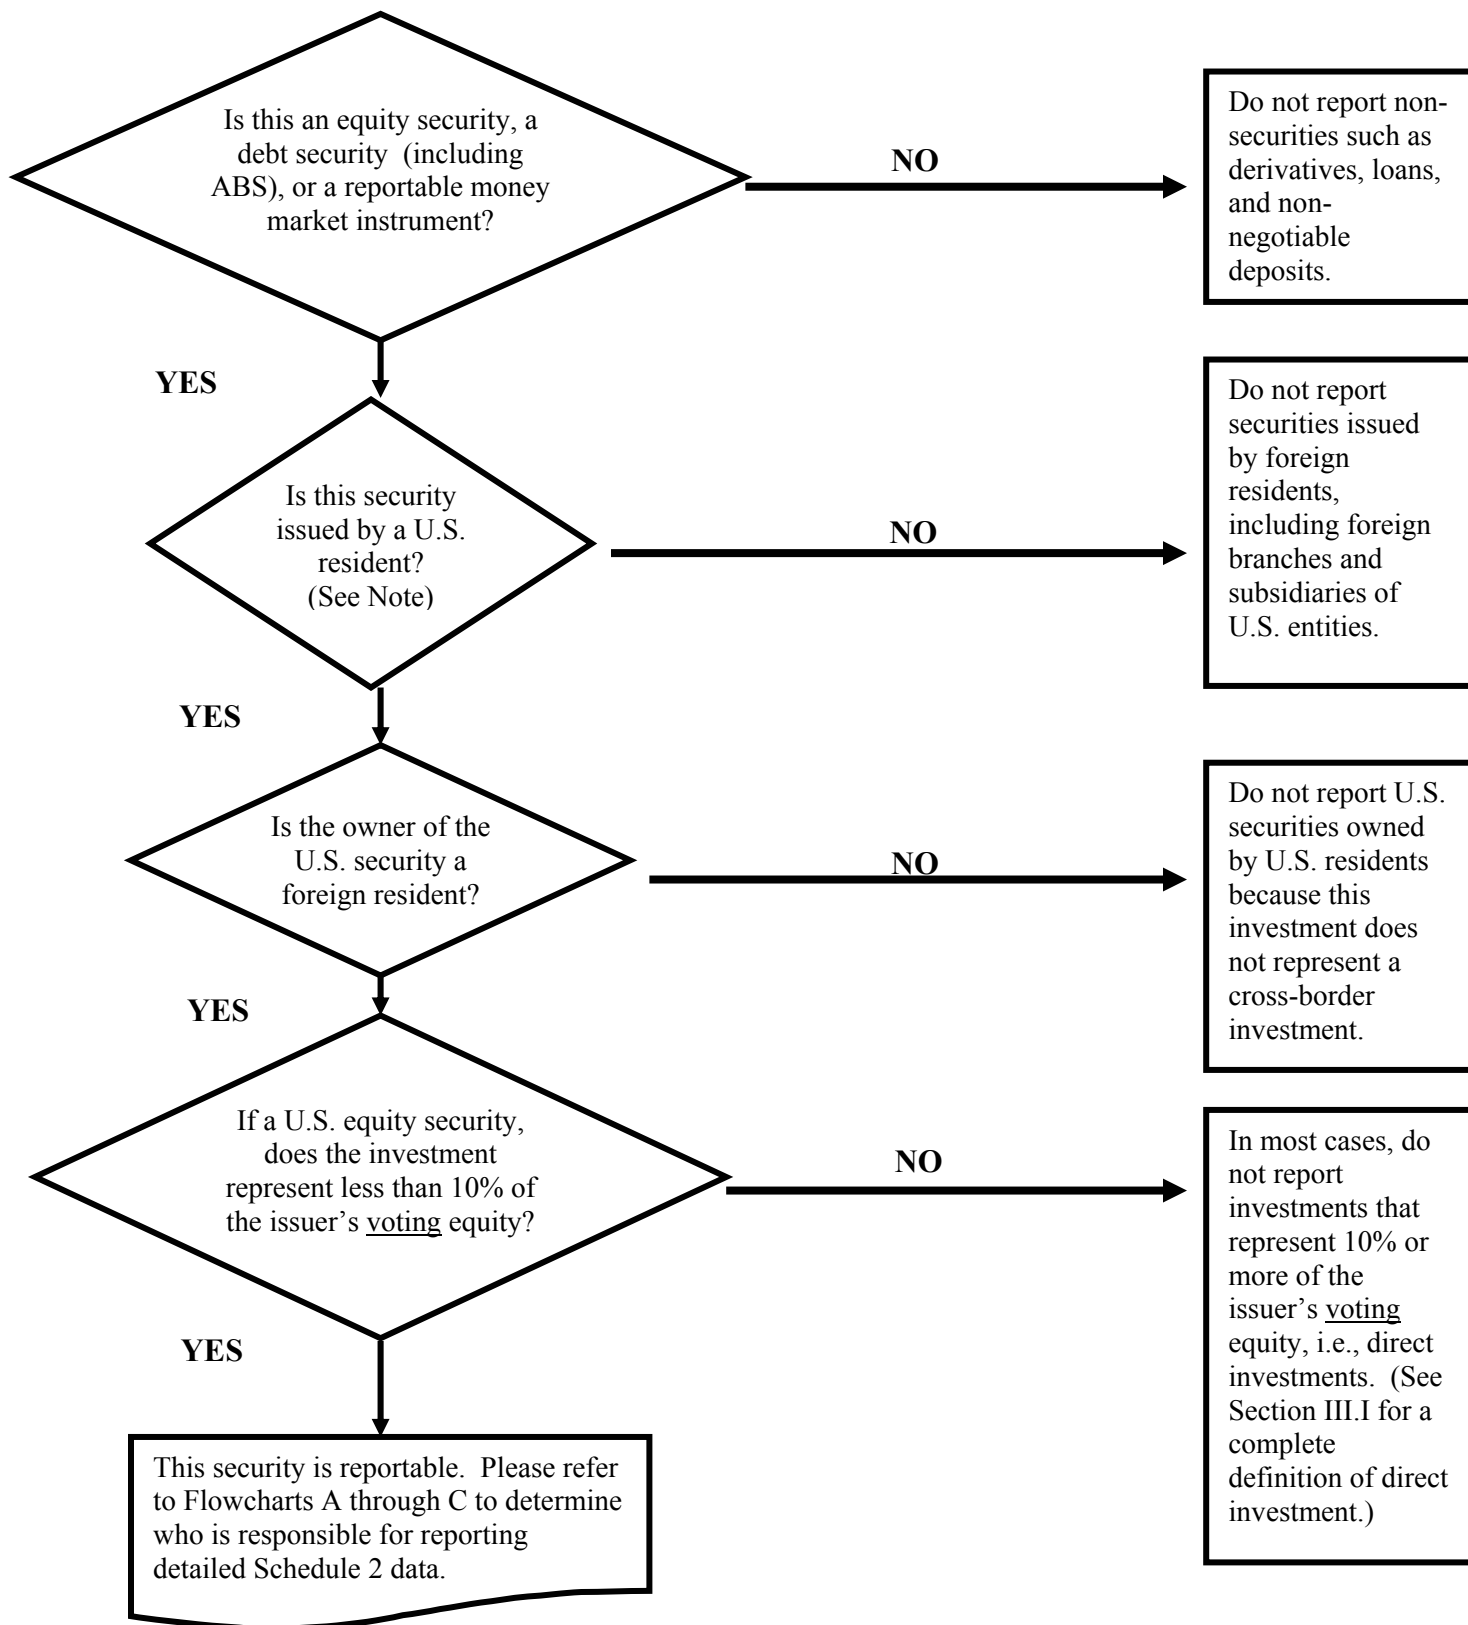 Is this an equity security, a
debt security (including
ABS), or a reportable money
market instrument?
NO
Do not report non-
securities such as
derivatives, loans,
and non-
negotiable
deposits.
YES
Is this security
issued by a U.S.
resident?
(See Note)
NO
Do not report
securities issued
by foreign
residents,
including foreign
branches and
subsidiaries of
U.S. entities.
YES
Is the owner of the
U.S. security a
foreign resident?
NO
Do not report U.S.
securities owned
by U.S. residents
because this
investment does
not represent a
cross-border
investment.
YES
If a U.S. equity security,
does the investment
represent less than 10% of
the issuer’s voting equity?
NO
In most cases, do
not report
investments that
represent 10% or
more of the
issuer’s voting
equity, i.e., direct
investments. (See
Section III.I for a
complete
definition of direct
investment.)
YES
This security is reportable. Please refer
to Flowcharts A through C to determine
who is responsible for reporting
detailed Schedule 2 data.